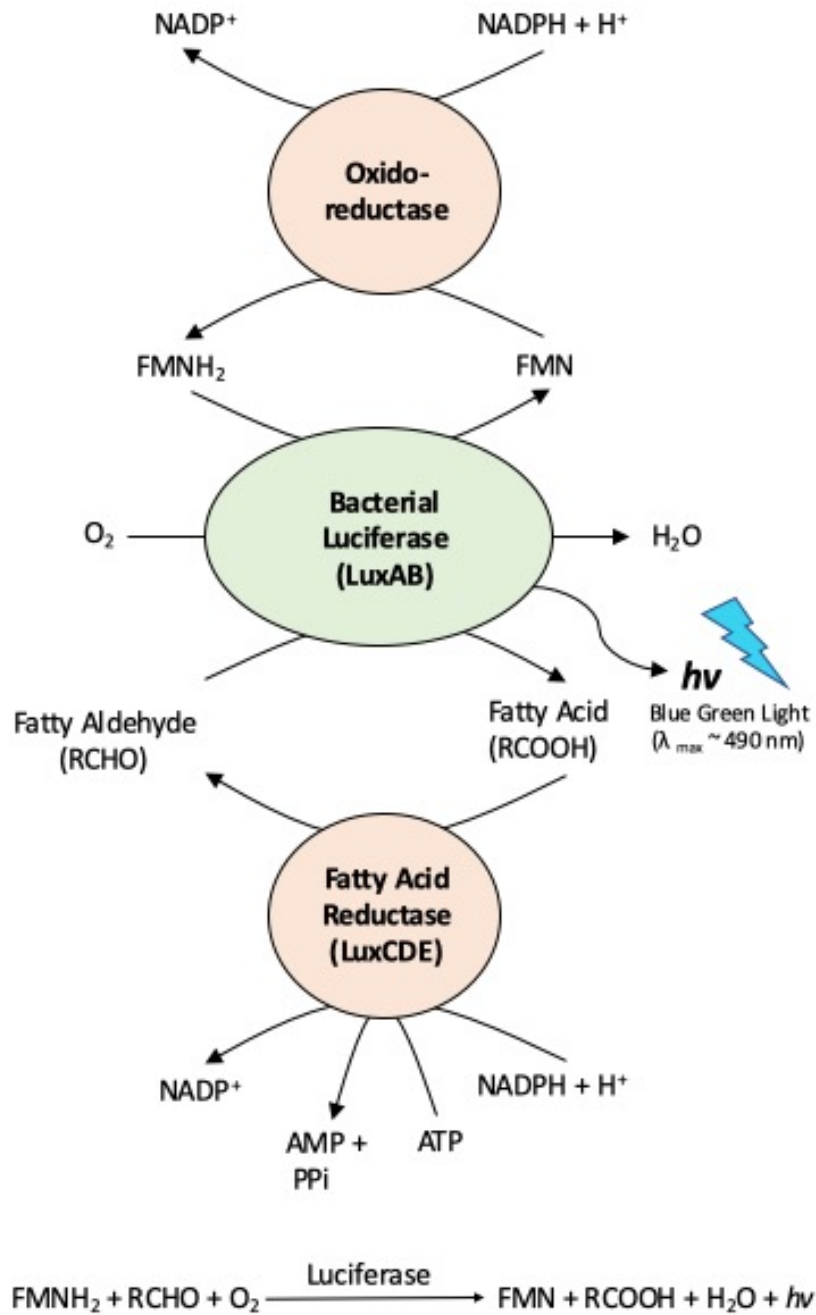 NADP⁺ NADPH + H⁺
Oxido-
reductase
FMNH₂ FMN
Bacterial
Luciferase
(LuxAB)
O₂ H₂O
hv
Blue Green Light
(λ max ~ 490 nm)
Fatty Aldehyde
(RCHO)
Fatty Acid
(RCOOH)
Fatty Acid
Reductase
(LuxCDE)
NADP⁺ NADPH + H⁺
AMP +
PPi
ATP
Luciferase
FMNH₂ + RCHO + O₂ FMN + RCOOH + H₂O + hv